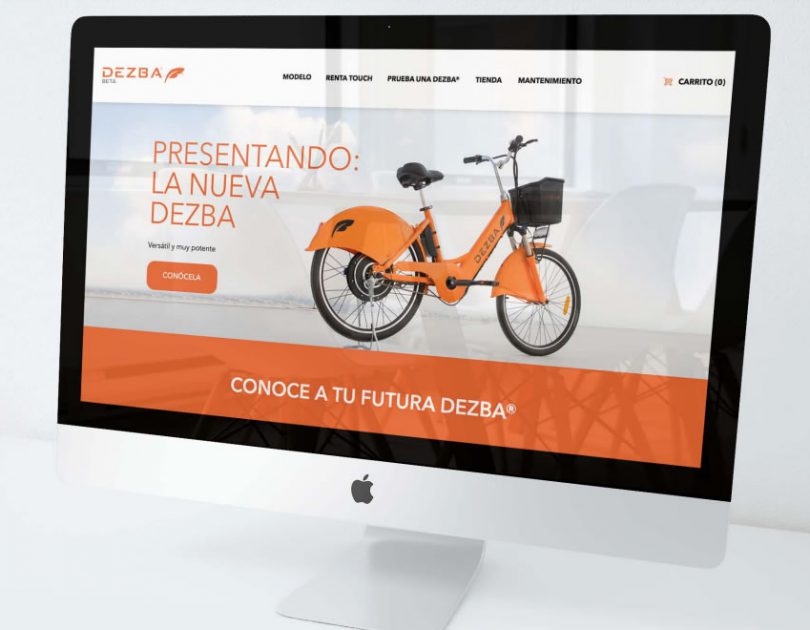 DEZBA
BETA
MODELO RENTA TOUCH PRUEBA UNA DEZBA® TIENDA MANTENIMIENTO CARRITO (0)
PRESENTANDO:
LA NUEVA
DEZBA
Versátil y muy potente
CONÓCELA
DEZBA
CONOCE A TU FUTURA DEZBA®